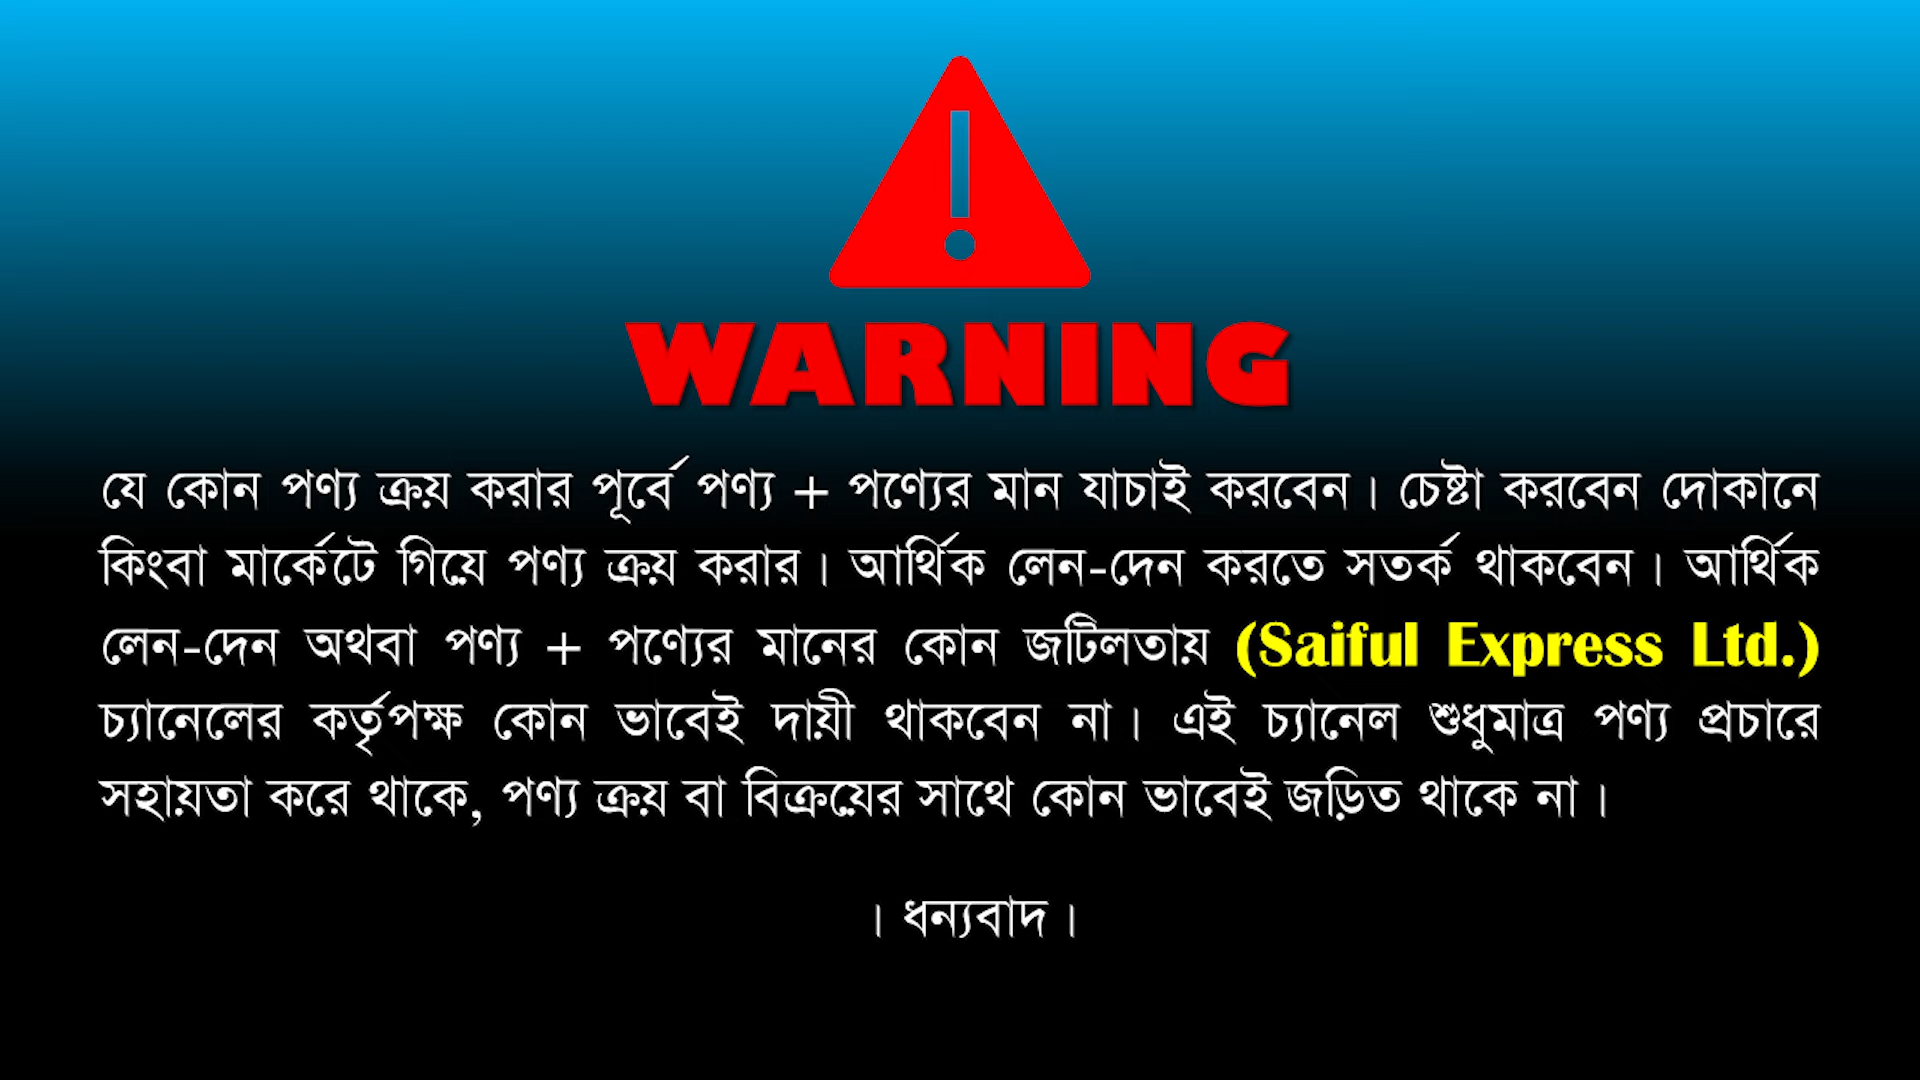 WARNING
যে কোন পণ্য ক্রয় করার পূর্বে পণ্য + পণ্যের মান যাচাই করবেন। চেষ্টা করবেন দোকানে
কিংবা মার্কেটে গিয়ে পণ্য ক্রয় করার। আর্থিক লেন-দেন করতে সতর্ক থাকবেন। আর্থিক
লেন-দেন অথবা পণ্য + পণ্যের মানের কোন জটিলতায় (Saiful Express Ltd.)
চ্যানেলের কর্তৃপক্ষ কোন ভাবেই দায়ী থাকবেন না। এই চ্যানেল শুধুমাত্র পণ্য প্রচারে
সহায়তা করে থাকে, পণ্য ক্রয় বা বিক্রয়ের সাথে কোন ভাবেই জড়িত থাকে না।
। ধন্যবাদ ।